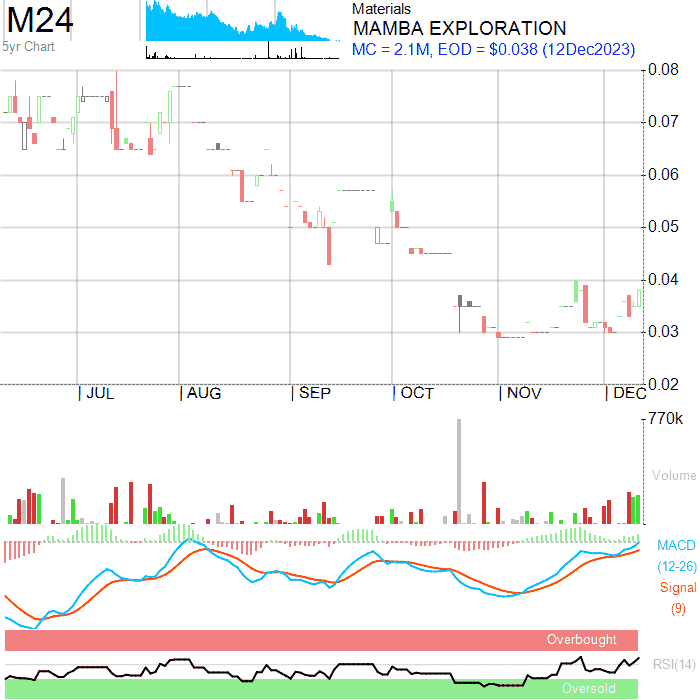 M24
5yr Chart
Materials
MAMBA EXPLORATION
MC = 2.1M, EOD = $0.038 (12Dec2023)
0.08
0.07
0.06
0.05
0.04
0.03
0.02
JUL AUG SEP OCT NOV DEC
770k
Volume
MACD
(12-26)
Signal
(9)
Overbought
RSI(14)
Oversold